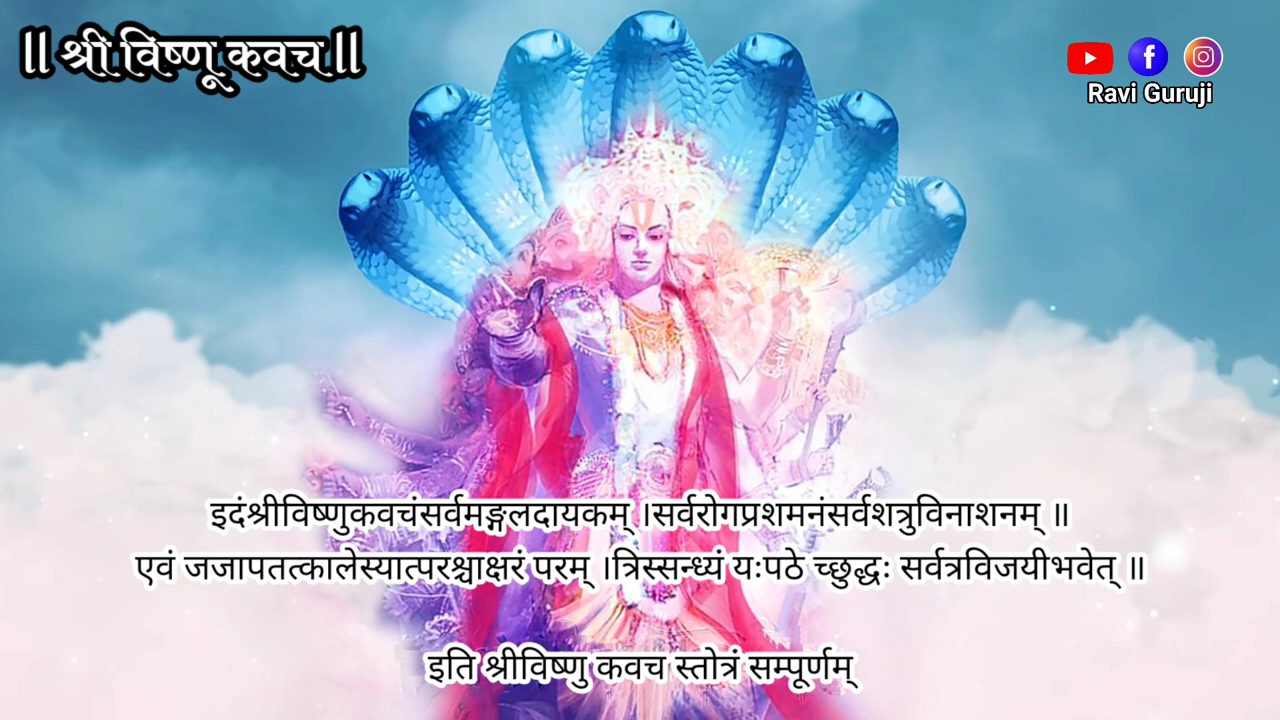 ॥ श्री विष्णू कवच ॥
Ravi Guruji
इदंश्रीविष्णुकवचंसर्वमङ्गलदायकम् ।सर्वरोगप्रशमनंसर्वशत्रुविनाशनम् ॥
एवं जजापतत्कालेस्यात्परश्चाक्षरं परम् ।त्रिस्सन्ध्यं यःपठे च्छुद्धः सर्वत्रविजयीभवेत् ॥
इति श्रीविष्णु कवच स्तोत्रं सम्पूर्णम्